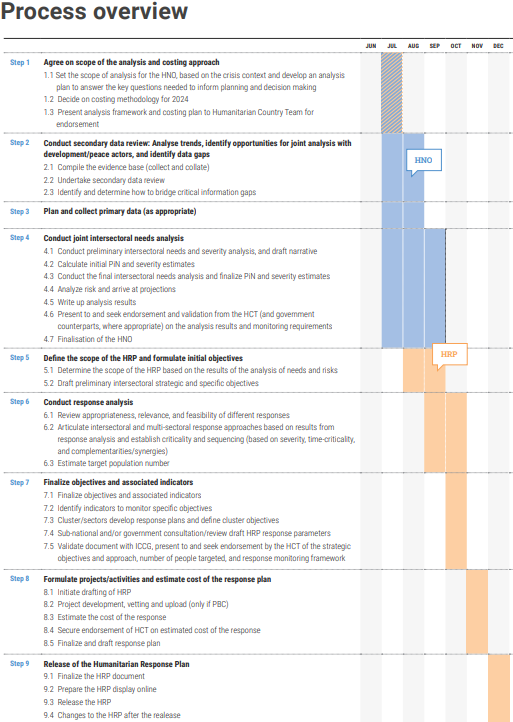 Process overview
JUN JUL AUG SEP OCT NOV DEC
Step 1 Agree on scope of the analysis and costing approach
1.1 Set the scope of analysis for the HNO, based on the crisis context and develop an analysis
plan to answer the key questions needed to inform planning and decision making
1.2 Decide on costing methodology for 2024
1.3 Present analysis framework and costing plan to Humanitarian Country Team for
endorsement
Step 2 Conduct secondary data review: Analyse trends, identify opportunities for joint analysis with
development/peace actors, and identify data gaps
HNO
2.1 Compile the evidence base (collect and collate)
2.2 Undertake secondary data review
2.3 Identify and determine how to bridge critical information gaps
Step 3 Plan and collect primary data (as appropriate)
Step 4 Conduct joint intersectoral needs analysis
4.1 Conduct preliminary intersectoral needs and severity analysis, and draft narrative
4.2 Calculate initial PiN and severity estimates
4.3 Conduct the final intersectoral needs analysis and finalize PiN and severity estimates
4.4 Analyze risk and arrive at projections
4.5 Write up analysis results
4.6 Present to and seek endorsement and validation from the HCT (and government
counterparts, where appropriate) on the analysis results and monitoring requirements
4.7 Finalisation of the HNO
Step 5 Define the scope of the HRP and formulate initial objectives
HRP
5.1 Determine the scope of the HRP based on the results of the analysis of needs and risks
5.2 Draft preliminary intersectoral strategic and specific objectives
Step 6 Conduct response analysis
6.1 Review appropriateness, relevance, and feasibility of different responses
6.2 Articulate intersectoral and multi-sectoral response approaches based on results from
response analysis and establish criticality and sequencing (based on severity, time-criticality,
and complementarities/synergies)
6.3 Estimate target population number
Step 7 Finalize objectives and associated indicators
7.1 Finalize objectives and associated indicators
7.2 Identify indicators to monitor specific objectives
7.3 Cluster/sectors develop response plans and define cluster objectives
7.4 Sub-national and/or government consultation/review draft HRP response parameters
7.5 Validate document with ICCG, present to and seek endorsement by the HCT of the strategic
objectives and approach, number of people targeted, and response monitoring framework
Step 8 Formulate projects/activities and estimate cost of the response plan
8.1 Initiate drafting of HRP
8.2 Project development, vetting and upload (only if PBC)
8.3 Estimate the cost of the response
8.4 Secure endorsement of HCT on estimated cost of the response
8.5 Finalize and draft response plan
Step 9 Release of the Humanitarian Response Plan
9.1 Finalize the HRP document
9.2 Prepare the HRP display online
9.3 Release the HRP
9.4 Changes to the HRP after the realease